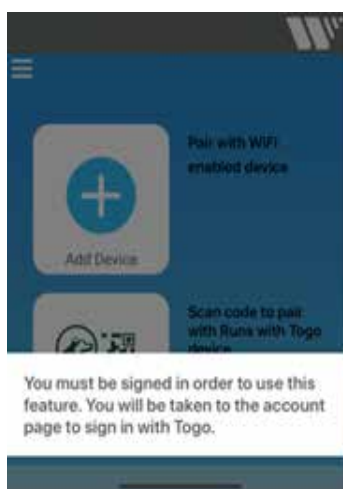 Pair with WiFi
enabled device
Add Device
Scan code to pair
with Runs with Togo
device
You must be signed in order to use this
feature. You will be taken to the account
page to sign in with Togo.